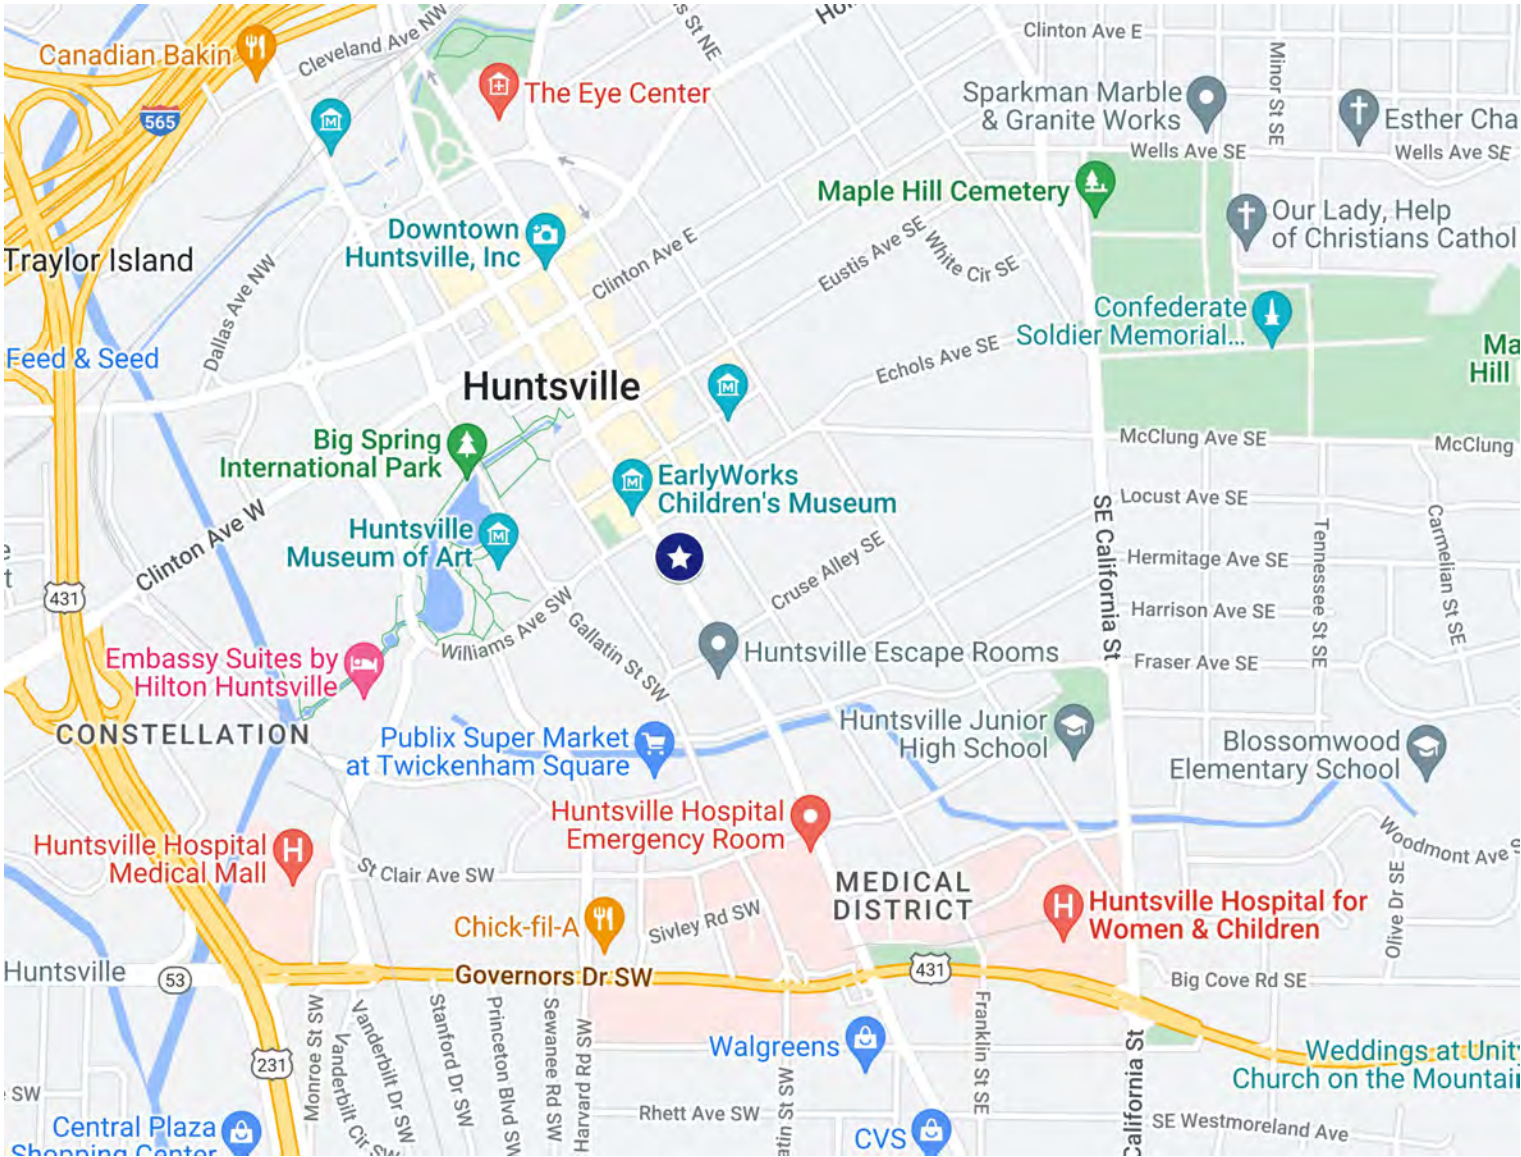 Clinton Ave E
Canadian Bakin
Cleveland Ave NW
s St NE
Hol
Minor St SE
565
The Eye Center
Sparkman Marble
& Granite Works
Esther Cha
Wells Ave SE
Wells Ave SE
Maple Hill Cemetery
Downtown
Huntsville, Inc
Our Lady, Help
of Christians Cathol
Traylor Island
Clinton Ave E
Eustis Ave SE
White Cir SE
Dallas Ave NW
Confederate
Soldier Memorial...
Feed & Seed
Echols Ave SE
Ma
Hill
Huntsville
Big Spring
International Park
McClung Ave SE
McClung
EarlyWorks
Children's Museum
Locust Ave SE
Clinton Ave W
Huntsville
Museum of Art
SE California St
Tennessee St SE
Carmelian St SE
Hermitage Ave SE
e
t
431
Cruse Alley SE
Harrison Ave SE
Williams Ave SW
Gallatin St SW
Huntsville Escape Rooms
Fraser Ave SE
Embassy Suites by
Hilton Huntsville
CONSTELLATION
Publix Super Market
at Twickenham Square
Huntsville Junior
High School
Blossomwood
Elementary School
Huntsville Hospital
Emergency Room
Huntsville Hospital
Medical Mall
St Clair Ave SW
Woodmont Ave S
MEDICAL
DISTRICT
Olive Dr SE
Huntsville Hospital for
Women & Children
Chick-fil-A
Sivley Rd SW
Huntsville
53
Governors Dr SW
431
Big Cove Rd SE
Monroe St SW
Vanderbilt Dr SW
Vanderbilt Cir SW
Stanford Dr SW
Princeton Blvd SW
Sewanee Rd SW
Harvard Rd SW
Walgreens
Franklin St SE
California St
Weddings at Unity
Church on the Mountain
231
SW
Rhett Ave SW
atin St SW
SE Westmoreland Ave
Central Plaza
Shopping Center
CVS